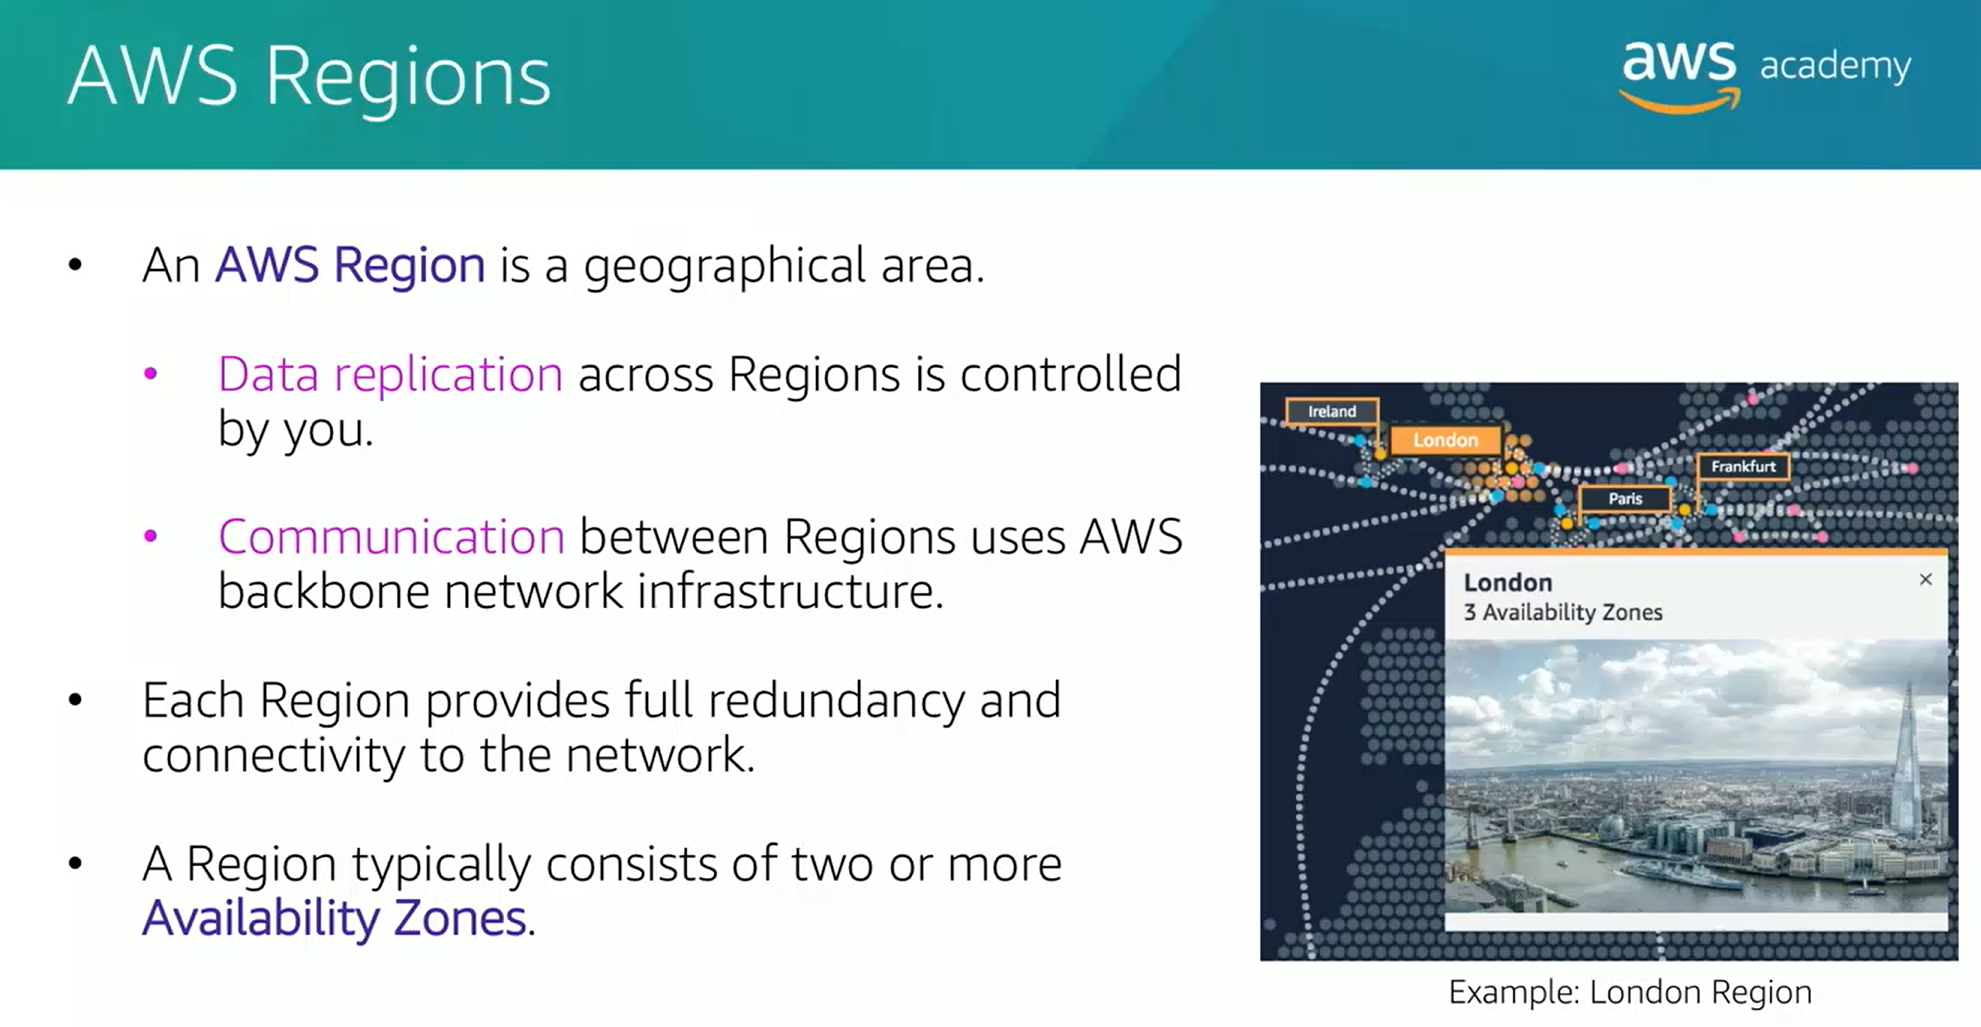 AWS Regions
aws academy
• An AWS Region is a geographical area.
• Data replication across Regions is controlled
by you.
• Communication between Regions uses AWS
backbone network infrastructure.
• Each Region provides full redundancy and
connectivity to the network.
• A Region typically consists of two or more
Availability Zones.
Ireland
London
Frankfurt
Paris
London
3 Availability Zones
Example: London Region